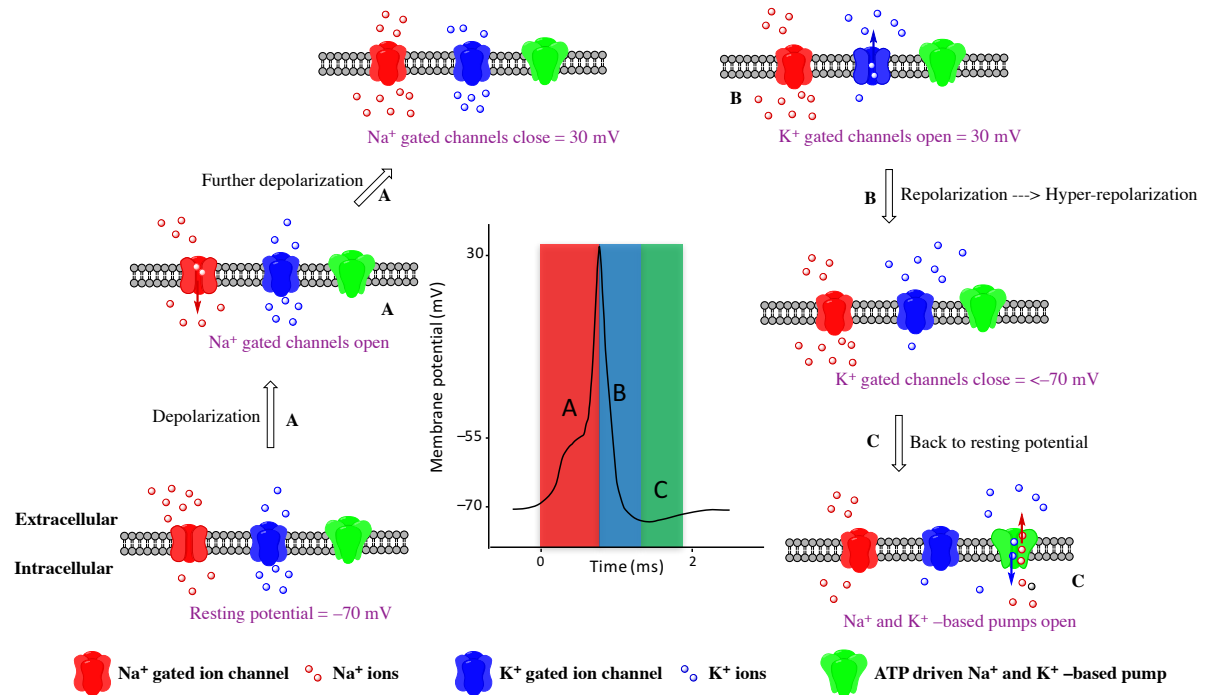 Na⁺ gated channels close = 30 mV
B
K⁺ gated channels open = 30 mV
Further depolarization
A
B
Repolarization ---> Hyper-repolarization
A
Na⁺ gated channels open
K⁺ gated channels close = <–70 mV
Depolarization
A
C
Back to resting potential
Membrane potential (mV)
30
–55
–70
A
B
C
0
2
Time (ms)
Extracellular
Intracellular
Resting potential = –70 mV
C
Na⁺ and K⁺ –based pumps open
Na⁺ gated ion channel
Na⁺ ions
K⁺ gated ion channel
K⁺ ions
ATP driven Na⁺ and K⁺ –based pump